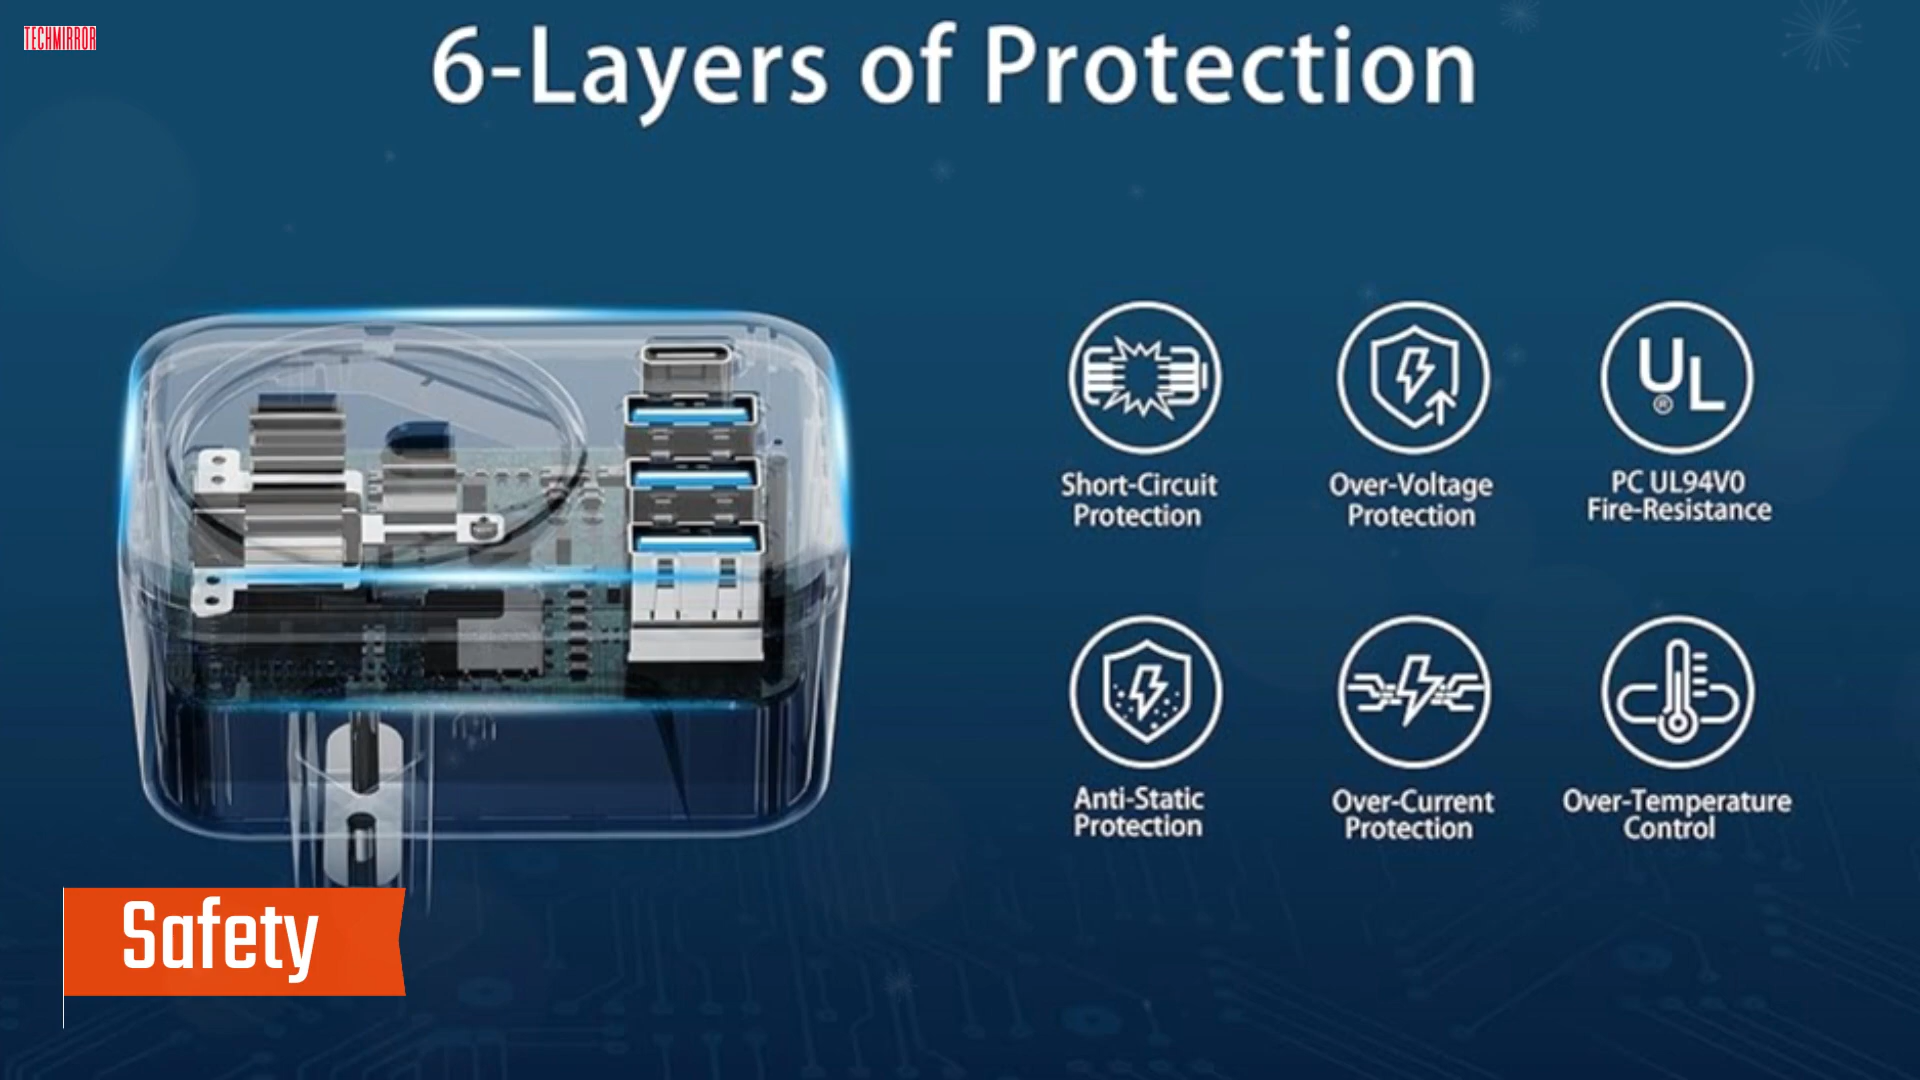 TECHMIRROR
6-Layers of Protection
Short-Circuit
Protection
Over-Voltage
Protection
UL
®
PC UL94V0
Fire-Resistance
Anti-Static
Protection
Over-Current
Protection
Over-Temperature
Control
Safety